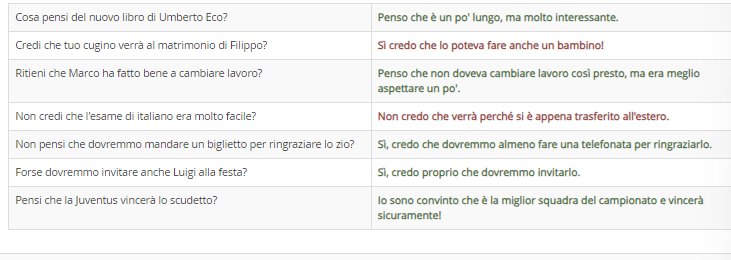 Cosa pensi del nuovo libro di Umberto Eco?
Penso che è un po' lungo, ma molto interessante.
Credi che tuo cugino verrà al matrimonio di Filippo?
Sì credo che lo poteva fare anche un bambino!
Ritieni che Marco ha fatto bene a cambiare lavoro?
Penso che non doveva cambiare lavoro così presto, ma era meglio
aspettare un po'.
Non credi che l'esame di italiano era molto facile?
Non credo che verrà perché si è appena trasferito all'estero.
Non pensi che dovremmo mandare un biglietto per ringraziare lo zio?
Sì, credo che dovremmo almeno fare una telefonata per ringraziarlo.
Forse dovremmo invitare anche Luigi alla festa?
Sì, credo proprio che dovremmo invitarlo.
Pensi che la Juventus vincerà lo scudetto?
Io sono convinto che è la miglior squadra del campionato e vincerà
sicuramente!